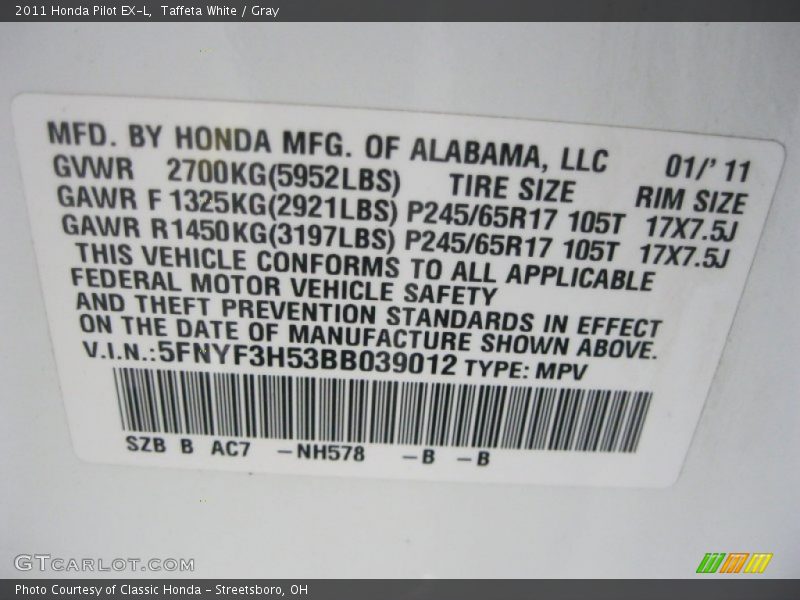 2011 Honda Pilot EX-L, Taffeta White / Gray
MFD. BY HONDA MFG. OF ALABAMA, LLC 01/'11
GVWR 2700KG(5952LBS) TIRE SIZE RIM SIZE
GAWR F 1325KG(2921LBS) P245/65R17 105T 17X7.5J
GAWR R 1450KG(3197LBS) P245/65R17 105T 17X7.5J
THIS VEHICLE CONFORMS TO ALL APPLICABLE
FEDERAL MOTOR VEHICLE SAFETY
AND THEFT PREVENTION STANDARDS IN EFFECT
ON THE DATE OF MANUFACTURE SHOWN ABOVE.
V.I.N.:5FNYF3H53BB039012 TYPE: MPV
SZB B AC7 -NH578 -B -B
GTCARLOT.COM
Photo Courtesy of Classic Honda - Streetsboro, OH